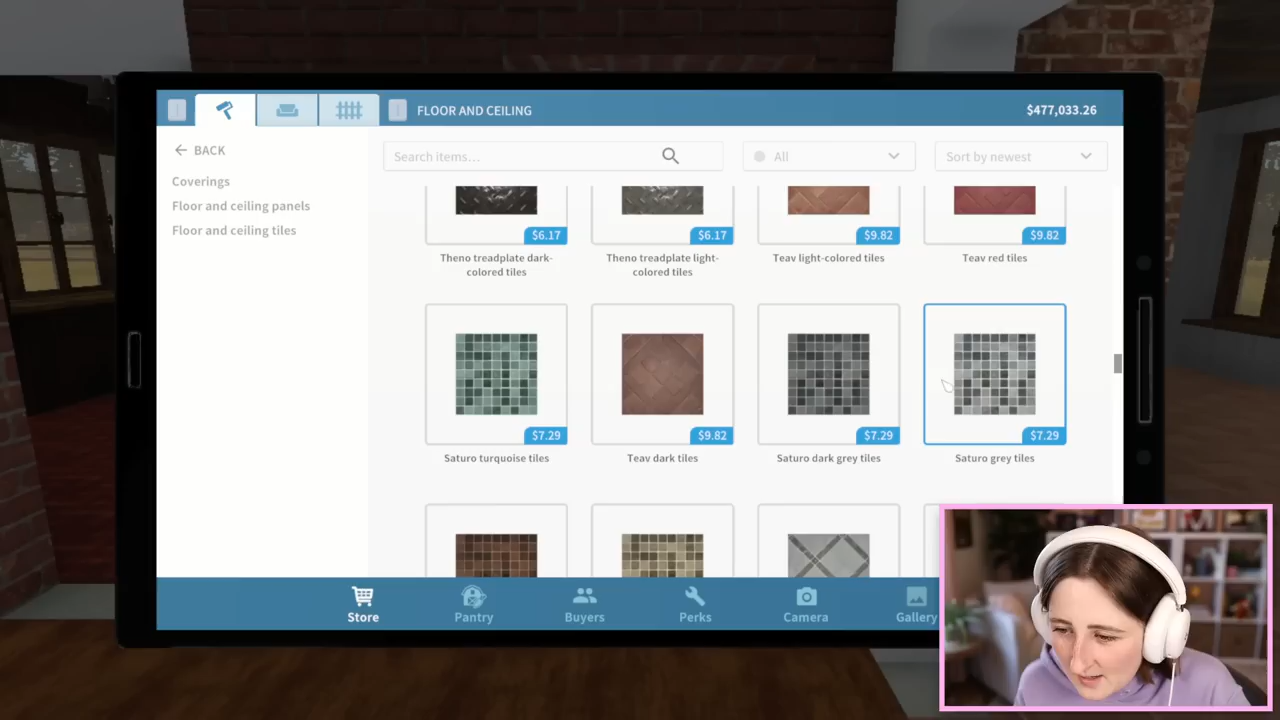 FLOOR AND CEILING
$477,033.26
BACK
Search items...
All
Sort by newest
Coverings
Floor and ceiling panels
Floor and ceiling tiles
$6.17
$6.17
$9.82
$9.82
Theno treadplate dark-
colored tiles
Theno treadplate light-
colored tiles
Teav light-colored tiles
Teav red tiles
$7.29
$9.82
$7.29
$7.29
Saturo turquoise tiles
Teav dark tiles
Saturo dark grey tiles
Saturo grey tiles
Store
Pantry
Buyers
Perks
Camera
Gallery